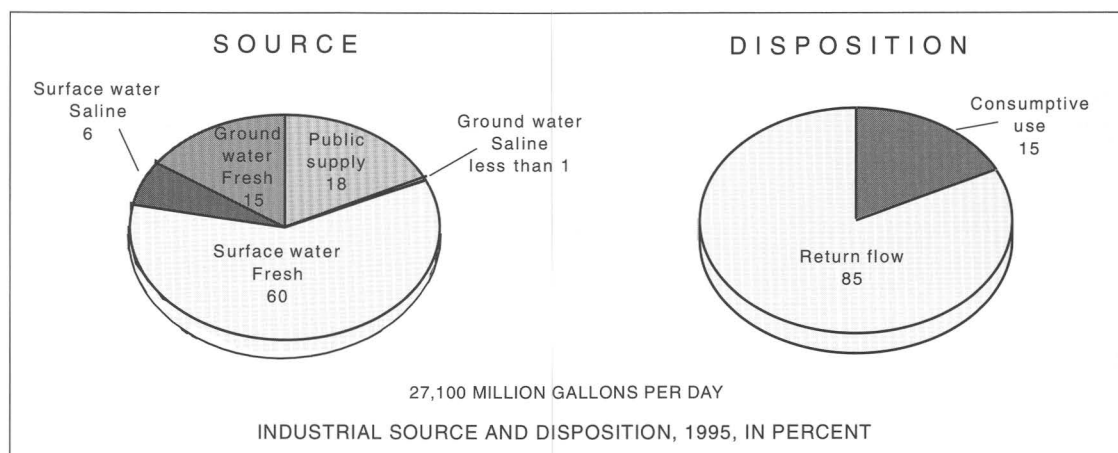 SOURCE
Surface water
Saline
6
Ground
water
Fresh
15
Public
supply
18
Ground water
Saline
less than 1
Surface water
Fresh
60
DISPOSITION
Consumptive
use
15
Return flow
85
27,100 MILLION GALLONS PER DAY
INDUSTRIAL SOURCE AND DISPOSITION, 1995, IN PERCENT